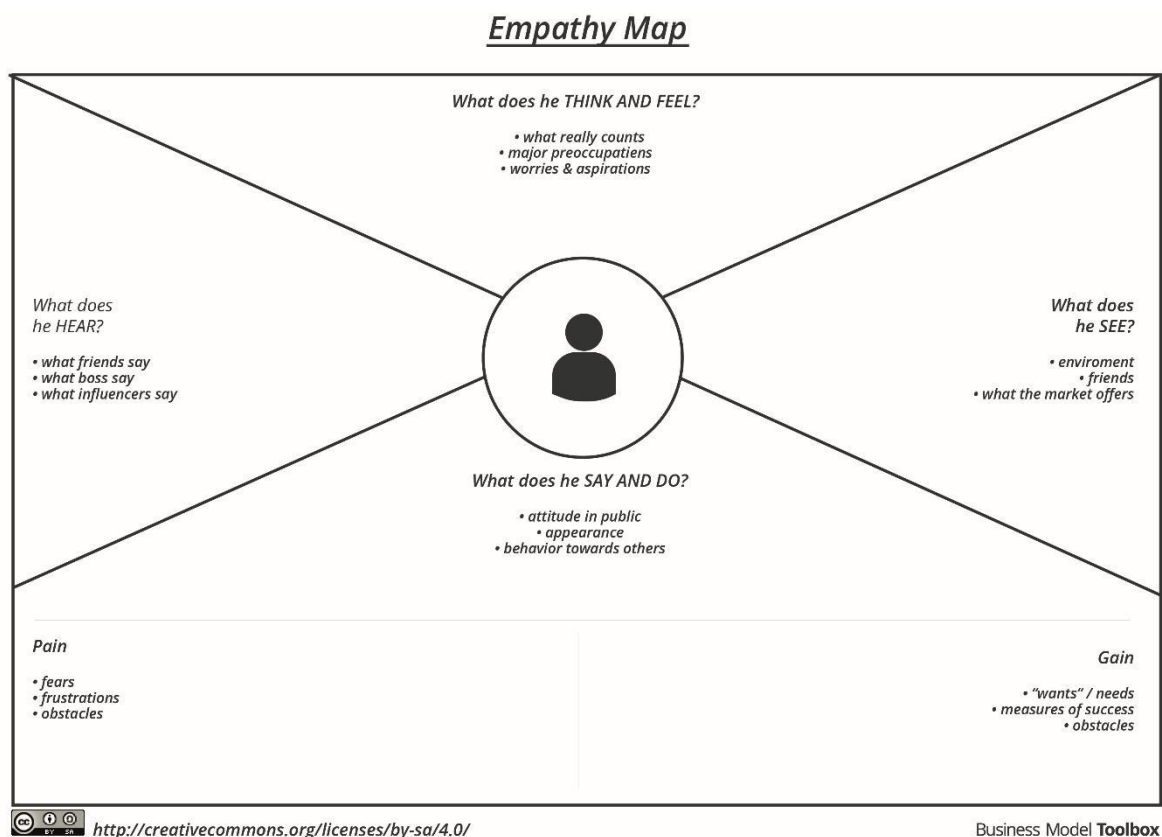 Empathy Map
What does he THINK AND FEEL?
• what really counts
• major preoccupatiens
• worries & aspirations
What does
he HEAR?
• what friends say
• what boss say
• what influencers say
What does
he SEE?
• enviroment
• friends
• what the market offers
What does he SAY AND DO?
• attitude in public
• appearance
• behavior towards others
Pain
• fears
• frustrations
• obstacles
Gain
• “wants” / needs
• measures of success
• obstacles
cc BY SA
http://creativecommons.org/licenses/by-sa/4.0/
Business Model Toolbox